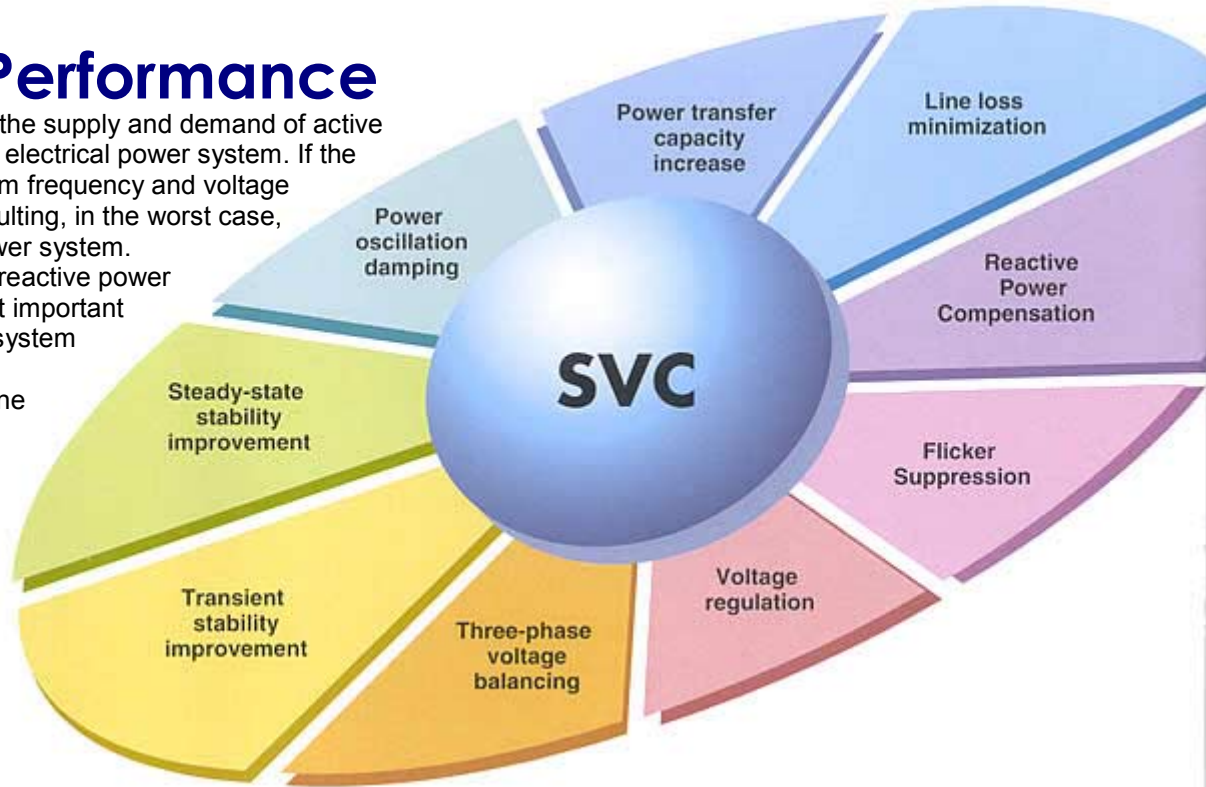 Performance
the supply and demand of active
electrical power system. If the
m frequency and voltage
ulting, in the worst case,
wer system.
reactive power
t important
system
ne
Power transfer
capacity
increase
Line loss
minimization
Power
oscillation
damping
Reactive
Power
Compensation
SVC
Steady-state
stability
improvement
Flicker
Suppression
Voltage
regulation
Transient
stability
improvement
Three-phase
voltage
balancing